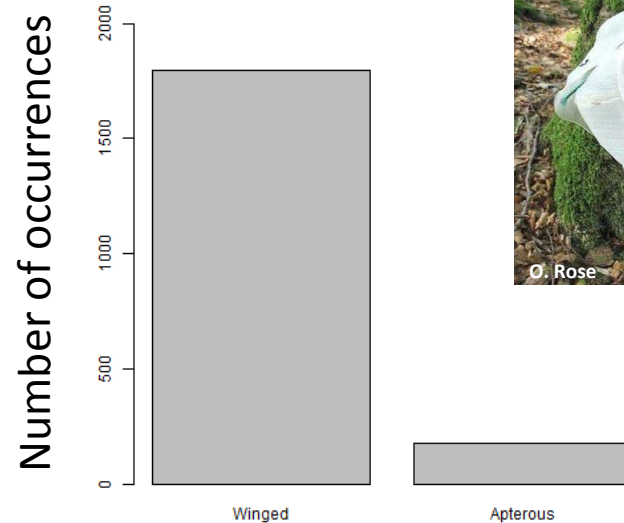 Number of occurrences
2000
1500
1000
500
0
Winged
Apterous
O. Rose